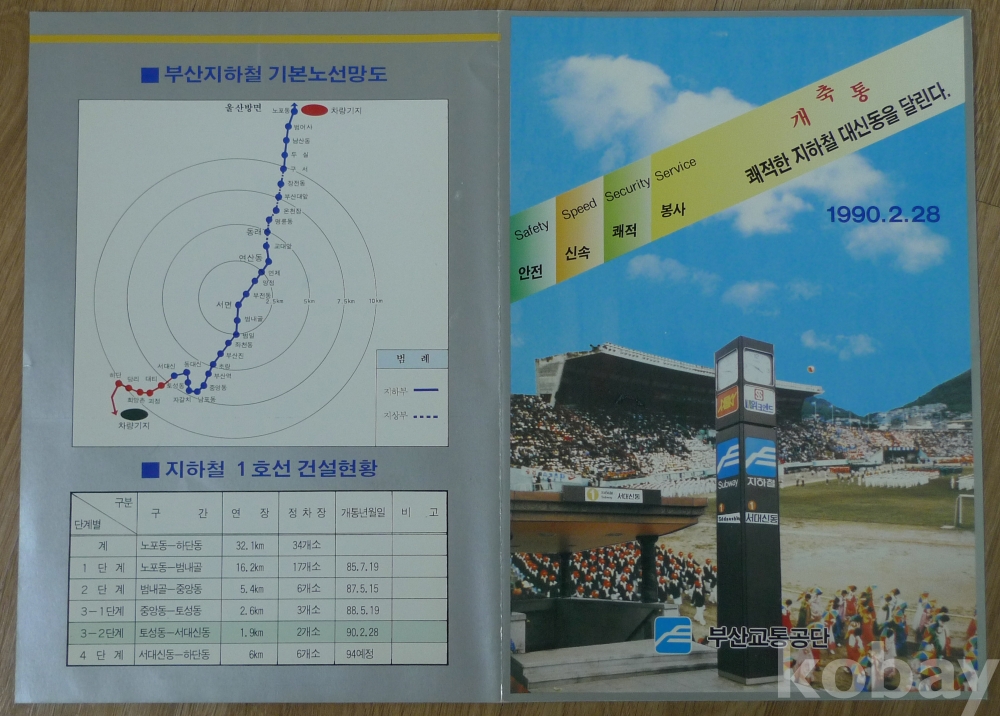 ■ 부산지하철 기본노선망도
울산방면
노포동
차량기지
범어사
남산동
두 실
구 서
장전동
부산대앞
온천장
명륜동
동래
교대앞
연산동
서면
2.5km
5km
7.5km
10km
부전동
범내골
범일
좌천동
부산진
초량
부산역
중앙동
남포동
자갈치
토성동
동대신
서대신
대티
괴정
당리
하단
차량기지
범 례
지하부
지상부
■ 지하철 1호선 건설현황
구분
단계별
구 간
연 장
정 차 장
개통년월일
비 고
계 노포동-하단동 32.1km 34개소
1 단 계 노포동-범내골 16.2km 17개소 85.7.19
2 단 계 범내골-중앙동 5.4km 6개소 87.5.15
3-1단계 중앙동-토성동 2.6km 3개소 88.5.19
3-2단계 토성동-서대신동 1.9km 2개소 90.2.28
4 단 계 서대신동-하단동 6km 6개소 94예정
축
개 통
쾌적한 지하철 대신동을 달린다.
1990.2.28
Safety Speed Security Service
안전 신속 쾌적 봉사
1 서대신동
Subway 지하철
1 1
서대신동
부산교통공단
kobay